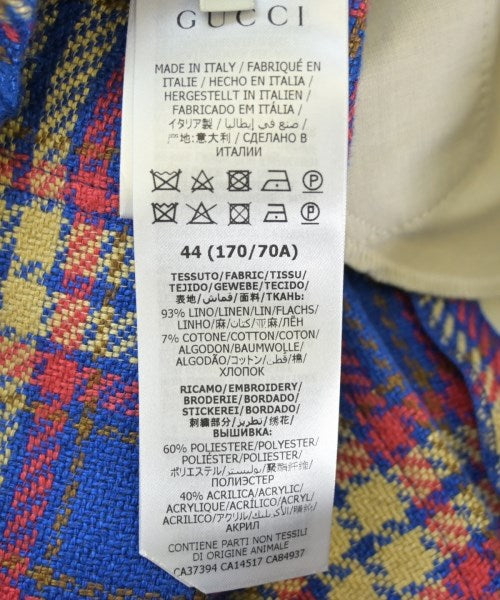 GUCCI
MADE IN ITALY / FABRIQUÉ EN
ITALIE / HECHO EN ITALIA /
HERGESTELLT IN ITALIEN /
FABRICADO EM ITÁLIA /
イタリア製 / صنع في إيطاليا /
地: 意大利 / СДЕЛАНО В
ИТАЛИИ
44 (170/70A)
TESSUTO/FABRIC/TISSU/
TEJIDO/GEWEBE/TECIDO/
表地/قماش/面料/ТКАНЬ:
93% LINO/LINEN/LIN/FLACHS/
LINHO/麻/كتان/亚麻/ЛЁН
7% COTONE/COTTON/COTON/
ALGODON/BAUMWOLLE/
ALGODÃO/コットン/قطن/棉/
ХЛОПОК
RICAMO/EMBROIDERY/
BRODERIE/BORDADO/
STICKEREI/BORDADO/
刺繍部分/تطريز/绣花/
ВЫШИВКА:
60% POLIESTERE/POLYESTER/
POLYESTER/POLIÉSTER/
POLYESTER/POLIÉSTER/
ポリエステル/بوليستر/聚酯纤维/
ПОЛИЭСТЕР
40% ACRILICA/ACRYLIC/
ACRYLIQUE/ACRÍLICO/ACRYL/
ACRÍLICO/アクリル/الأكريليك/
АКРИЛ
CONTIENE PARTI NON TESSILI
DI ORIGINE ANIMALE
CA37394 CA14517 CA84937